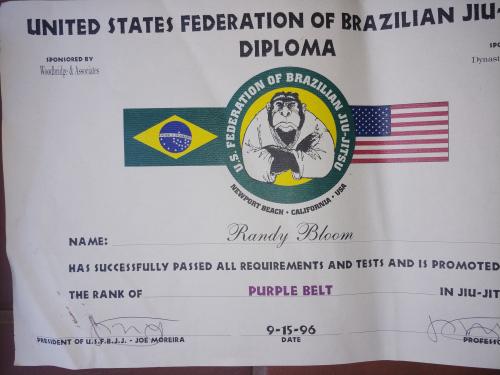 UNITED STATES FEDERATION OF BRAZILIAN JIU-
DIPLOMA
SPONSORED BY
Woodbridge & Associates
SPO
Dynast
U.S. FEDERATION OF BRAZILIAN JIU-JITSU
NEWPORT BEACH • CALIFORNIA • USA
NAME: Randy Bloom
HAS SUCCESSFULLY PASSED ALL REQUIREMENTS AND TESTS AND IS PROMOTED
THE RANK OF PURPLE BELT IN JIU-JIT
9-15-96
PRESIDENT OF U.S.F.B.J.J. - JOE MOREIRA DATE PROFESSO